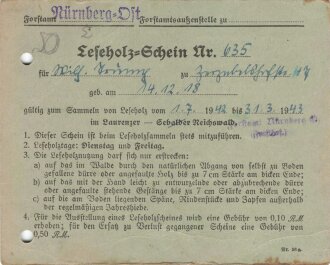 Forstamt Nürnberg-Ost Forstamtsaußenstelle zu
Leseholz-Schein Nr. 635
für Wilh. zu
geb. am 14.12.18
gültig zum Sammeln von Leseholz vom 1.7. 1942 bis 31.3. 1943
im Laurenzer — Sebalder Reichswald.
1. Dieser Schein ist beim Leseholzsammeln stets mitzuführen.
2. Leseholztage: Dienstag und Freitag.
3. Die Leseholznutzung darf sich nur erstrecken:
a) auf das im Walde durch den natürlichen Abgang von selbst zu Boden
gefallene dürre oder angefaulte Holz bis zu 7 cm Stärke am dicken Ende;
b) auf das mit der Hand leicht zu entwurzelnde oder abzubrechende dürre
oder angefaulte stehende Gestänge bis zu 7 cm Stärke am dicken Ende;
c) auf die am Boden liegenden Späne, Rindenstücke und Zapfen außerhalb
der regelmäßigen Jahreshiebe.
4. Für die Ausstellung eines Leseholzscheines wird eine Gebühr von 0,10 RM
erhoben; für den Ersatz zu Verlust gegangener Scheine eine Gebühr von
0,50 RM.